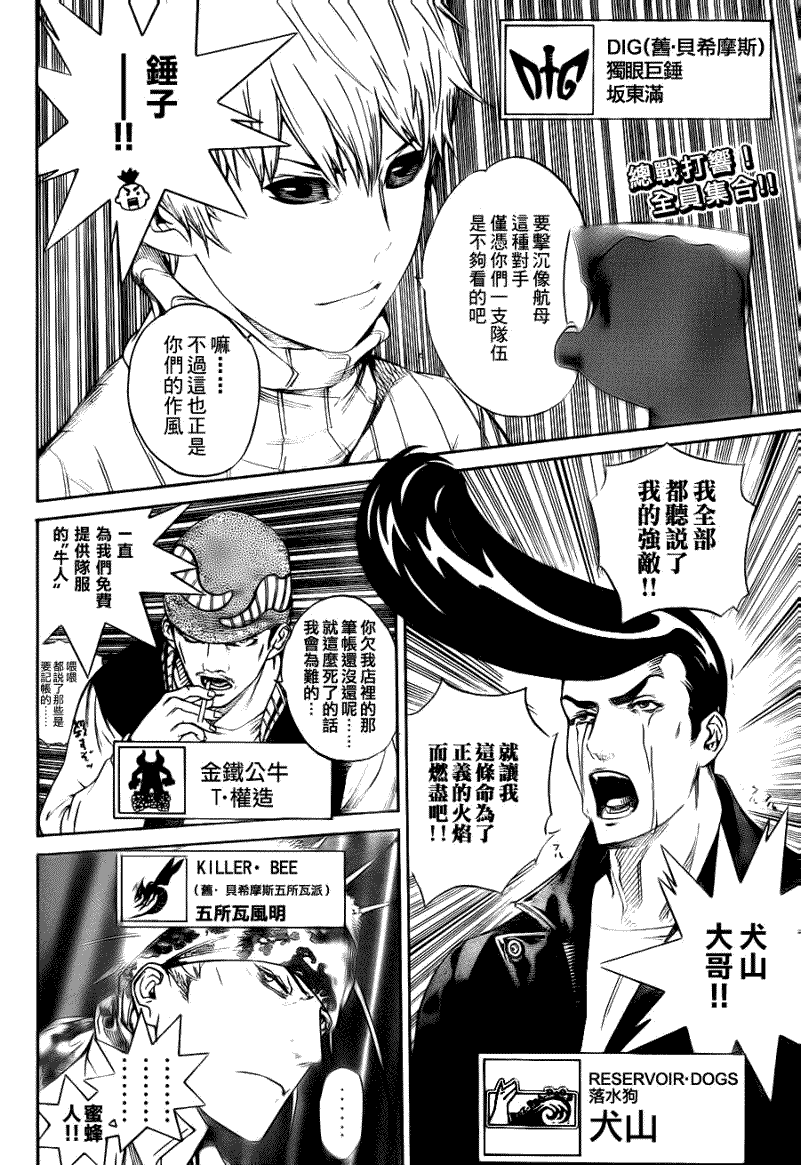 DIG(舊·貝希摩斯)
獨眼巨錘
坂東滿
總戰打響！
全員集合!!
要擊沉像航母
這種對手
僅憑你們一支隊伍
是不夠看的吧
錘子
——!!
嘛……
不過這也正是
你們的作風
我全部
都聽說了
我的強敵!!
就讓我
這條命為了
正義的火焰
而燃盡吧!!
犬山
大哥!!
RESERVOIR·DOGS
落水狗
犬山
你欠我店裡的那
筆帳還沒還呢……
就這麼死了的話
我會為難的…
一直
為我們免費
提供隊服
的"牛人"
喂喂
都說了那些是
要記帳的……
金鐵公牛
T·權造
KILLER· BEE
(舊·貝希摩斯五所瓦派)
五所瓦風明
……
……
……
蜜蜂
人!!